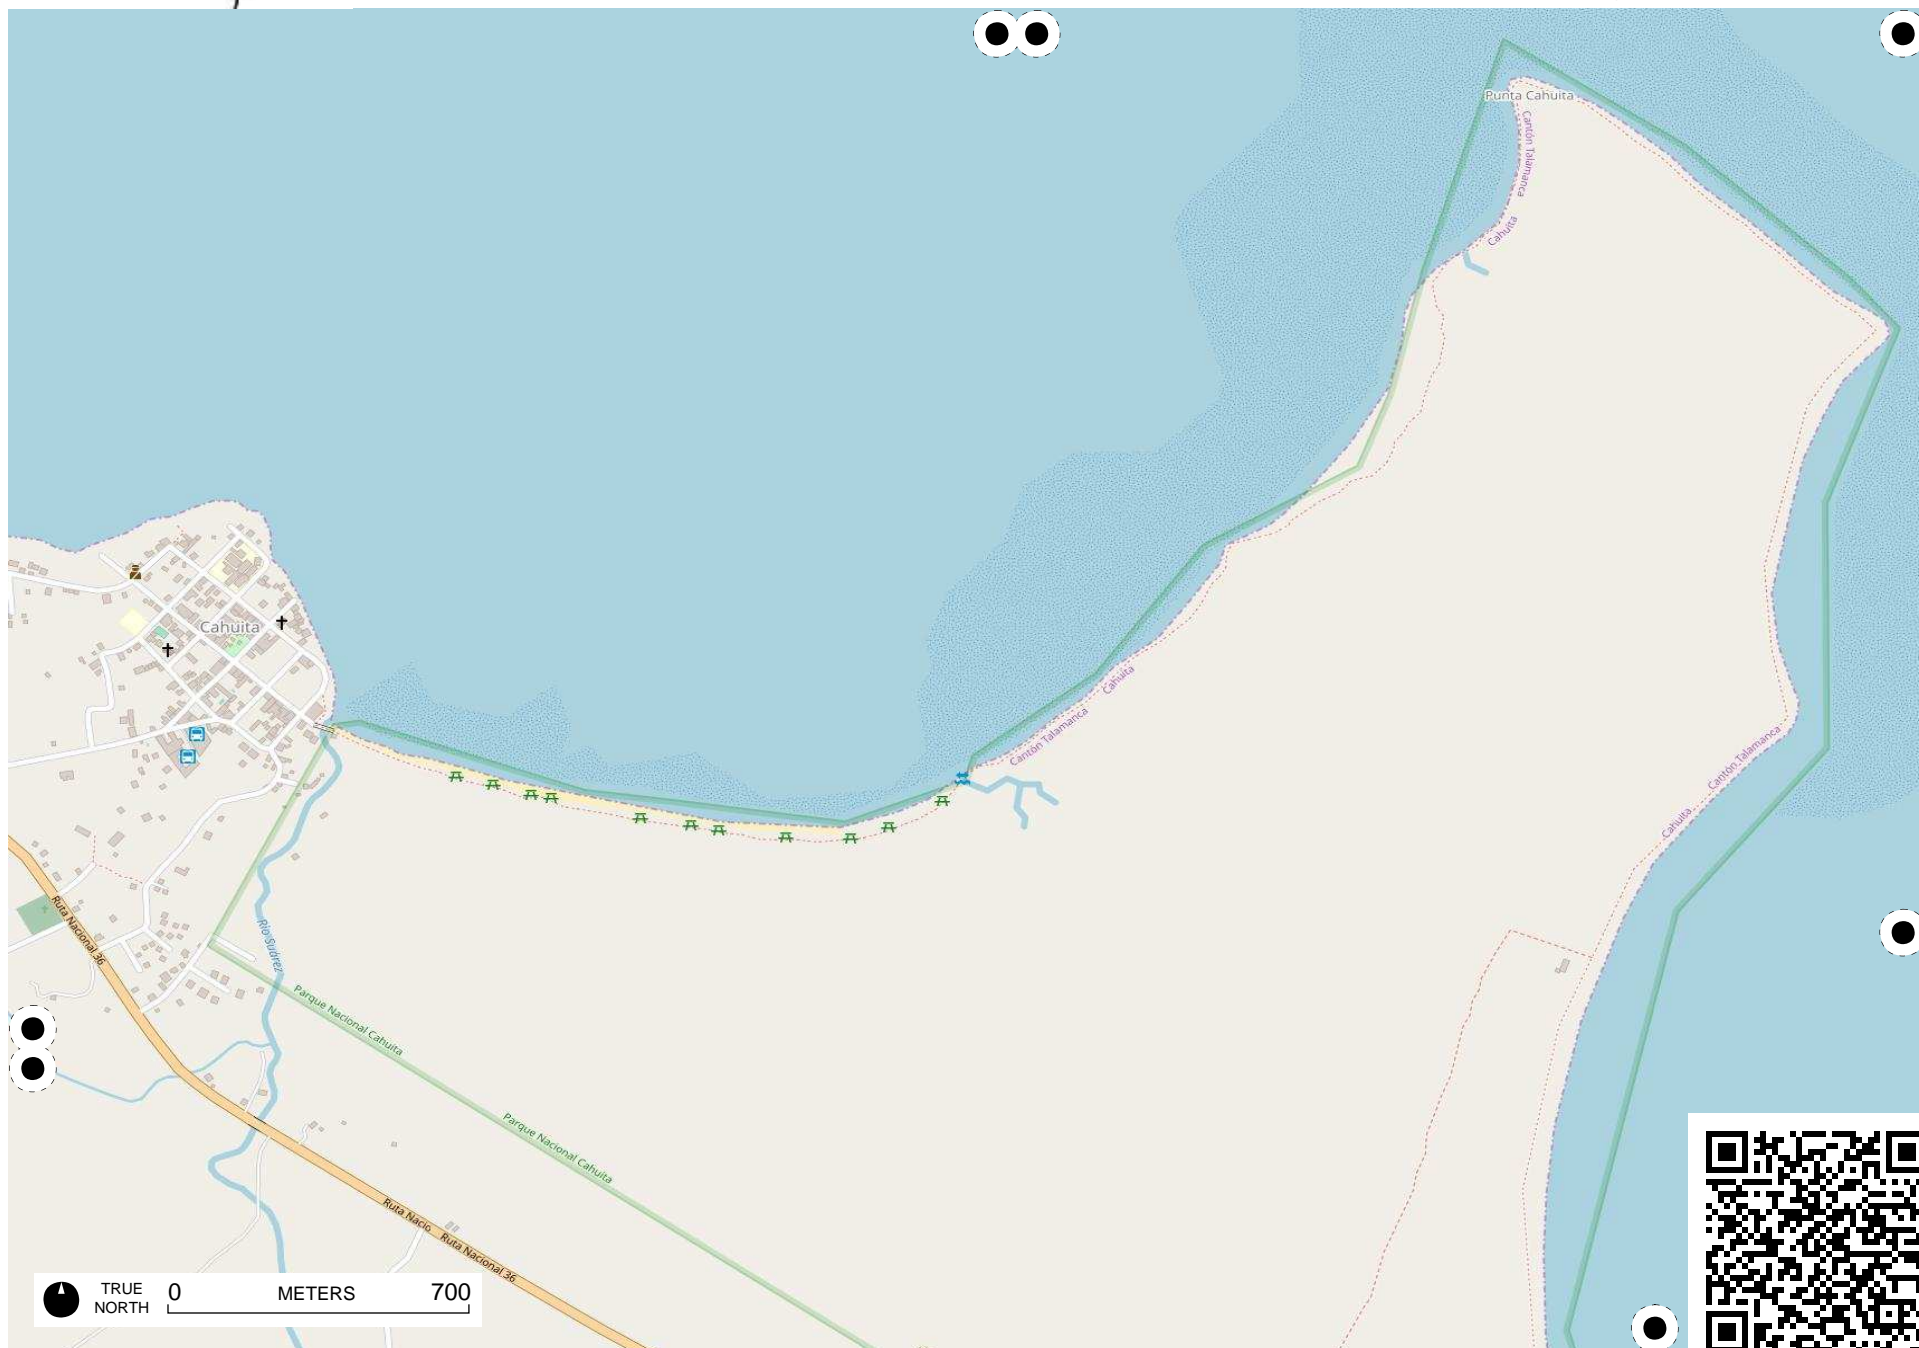 Punta Cahuita
Cantón Talamanca
Cahuita
Cahuita
Cahuita
Cantón Talamanca
Cantón Talamanca
Cahuita
Ruta Nacional 36
Río Suárez
Parque Nacional Cahuita
Parque Nacional Cahuita
Ruta Nacio
Ruta Nacional 36
TRUE
NORTH
0
METERS
700